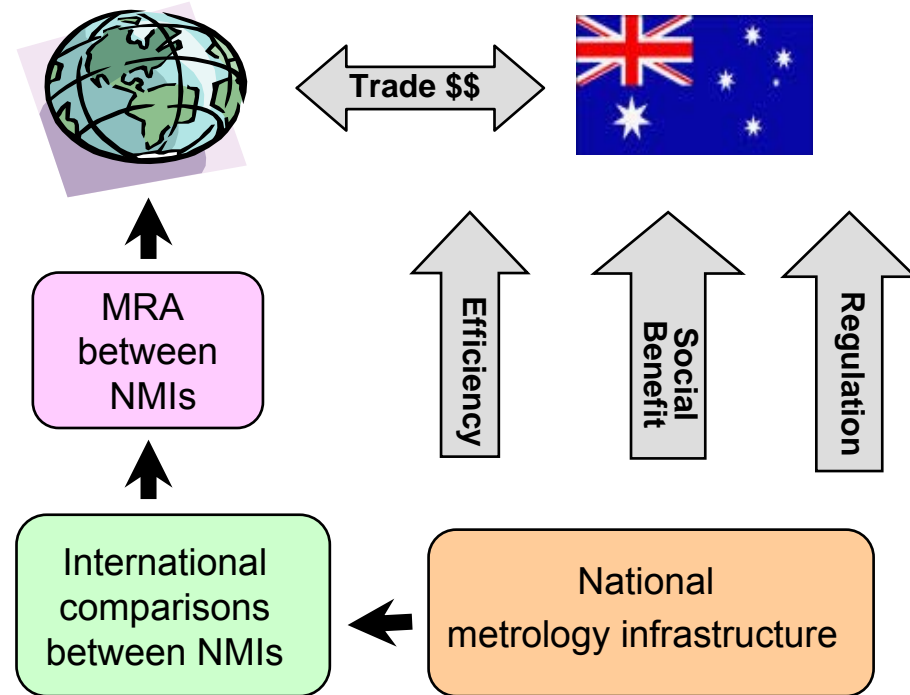 Trade $$
MRA
between
NMIs
Efficiency
Social
Benefit
Regulation
International
comparisons
between NMIs
National
metrology infrastructure